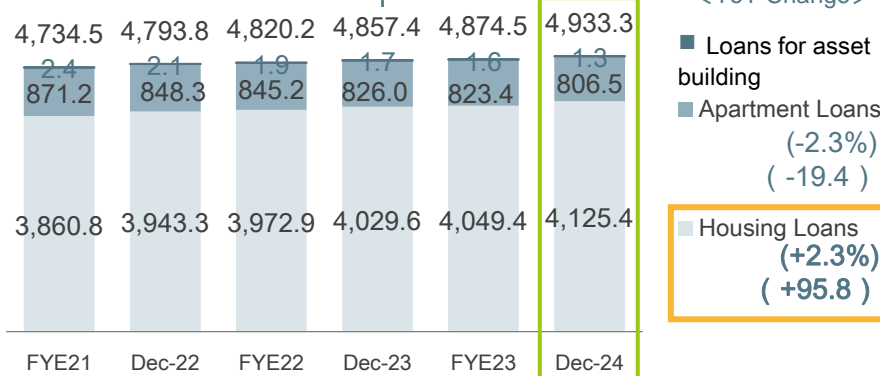 <YoY Change>
4,734.5 4,793.8 4,820.2 4,857.4 4,874.5 4,933.3
2.4 2.1 1.9 1.7 1.6 1.3
871.2 848.3 845.2 826.0 823.4 806.5
3,860.8 3,943.3 3,972.9 4,029.6 4,049.4 4,125.4
FYE21 Dec-22 FYE22 Dec-23 FYE23 Dec-24
Loans for asset
building
Apartment Loans
(-2.3%)
( -19.4 )
Housing Loans
(+2.3%)
( +95.8 )